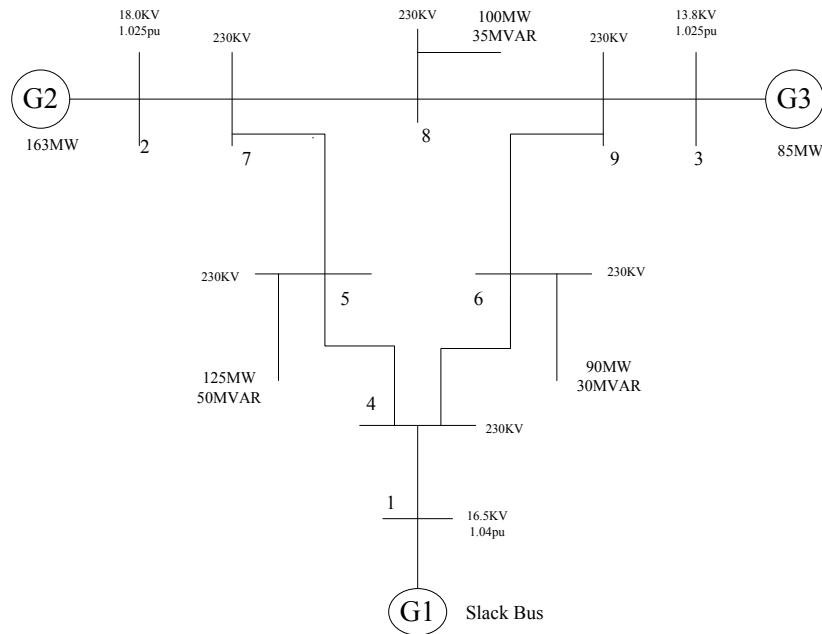 18.0KV
1.025pu
230KV
230KV
100MW
35MVAR
230KV
13.8KV
1.025pu
G2
G3
163MW
2
7
8
9
3
85MW
230KV
5
6
230KV
125MW
50MVAR
90MW
30MVAR
4
230KV
1
16.5KV
1.04pu
G1
Slack Bus